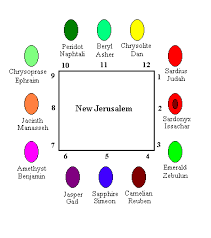 Peridot
Naphtali
Beryl
Asher
Chrysolite
Dan
10
11
12
Chrysoprase
Ephraim
9
1
Sardius
Judah
Jacinth
Manasseh
8
New Jerusalem
2
Sardonyx
Issachar
Amethyst
Benjamin
7
3
Emerald
Zebulun
6
5
4
Jasper
Gad
Sapphire
Simeon
Carnelian
Reuben